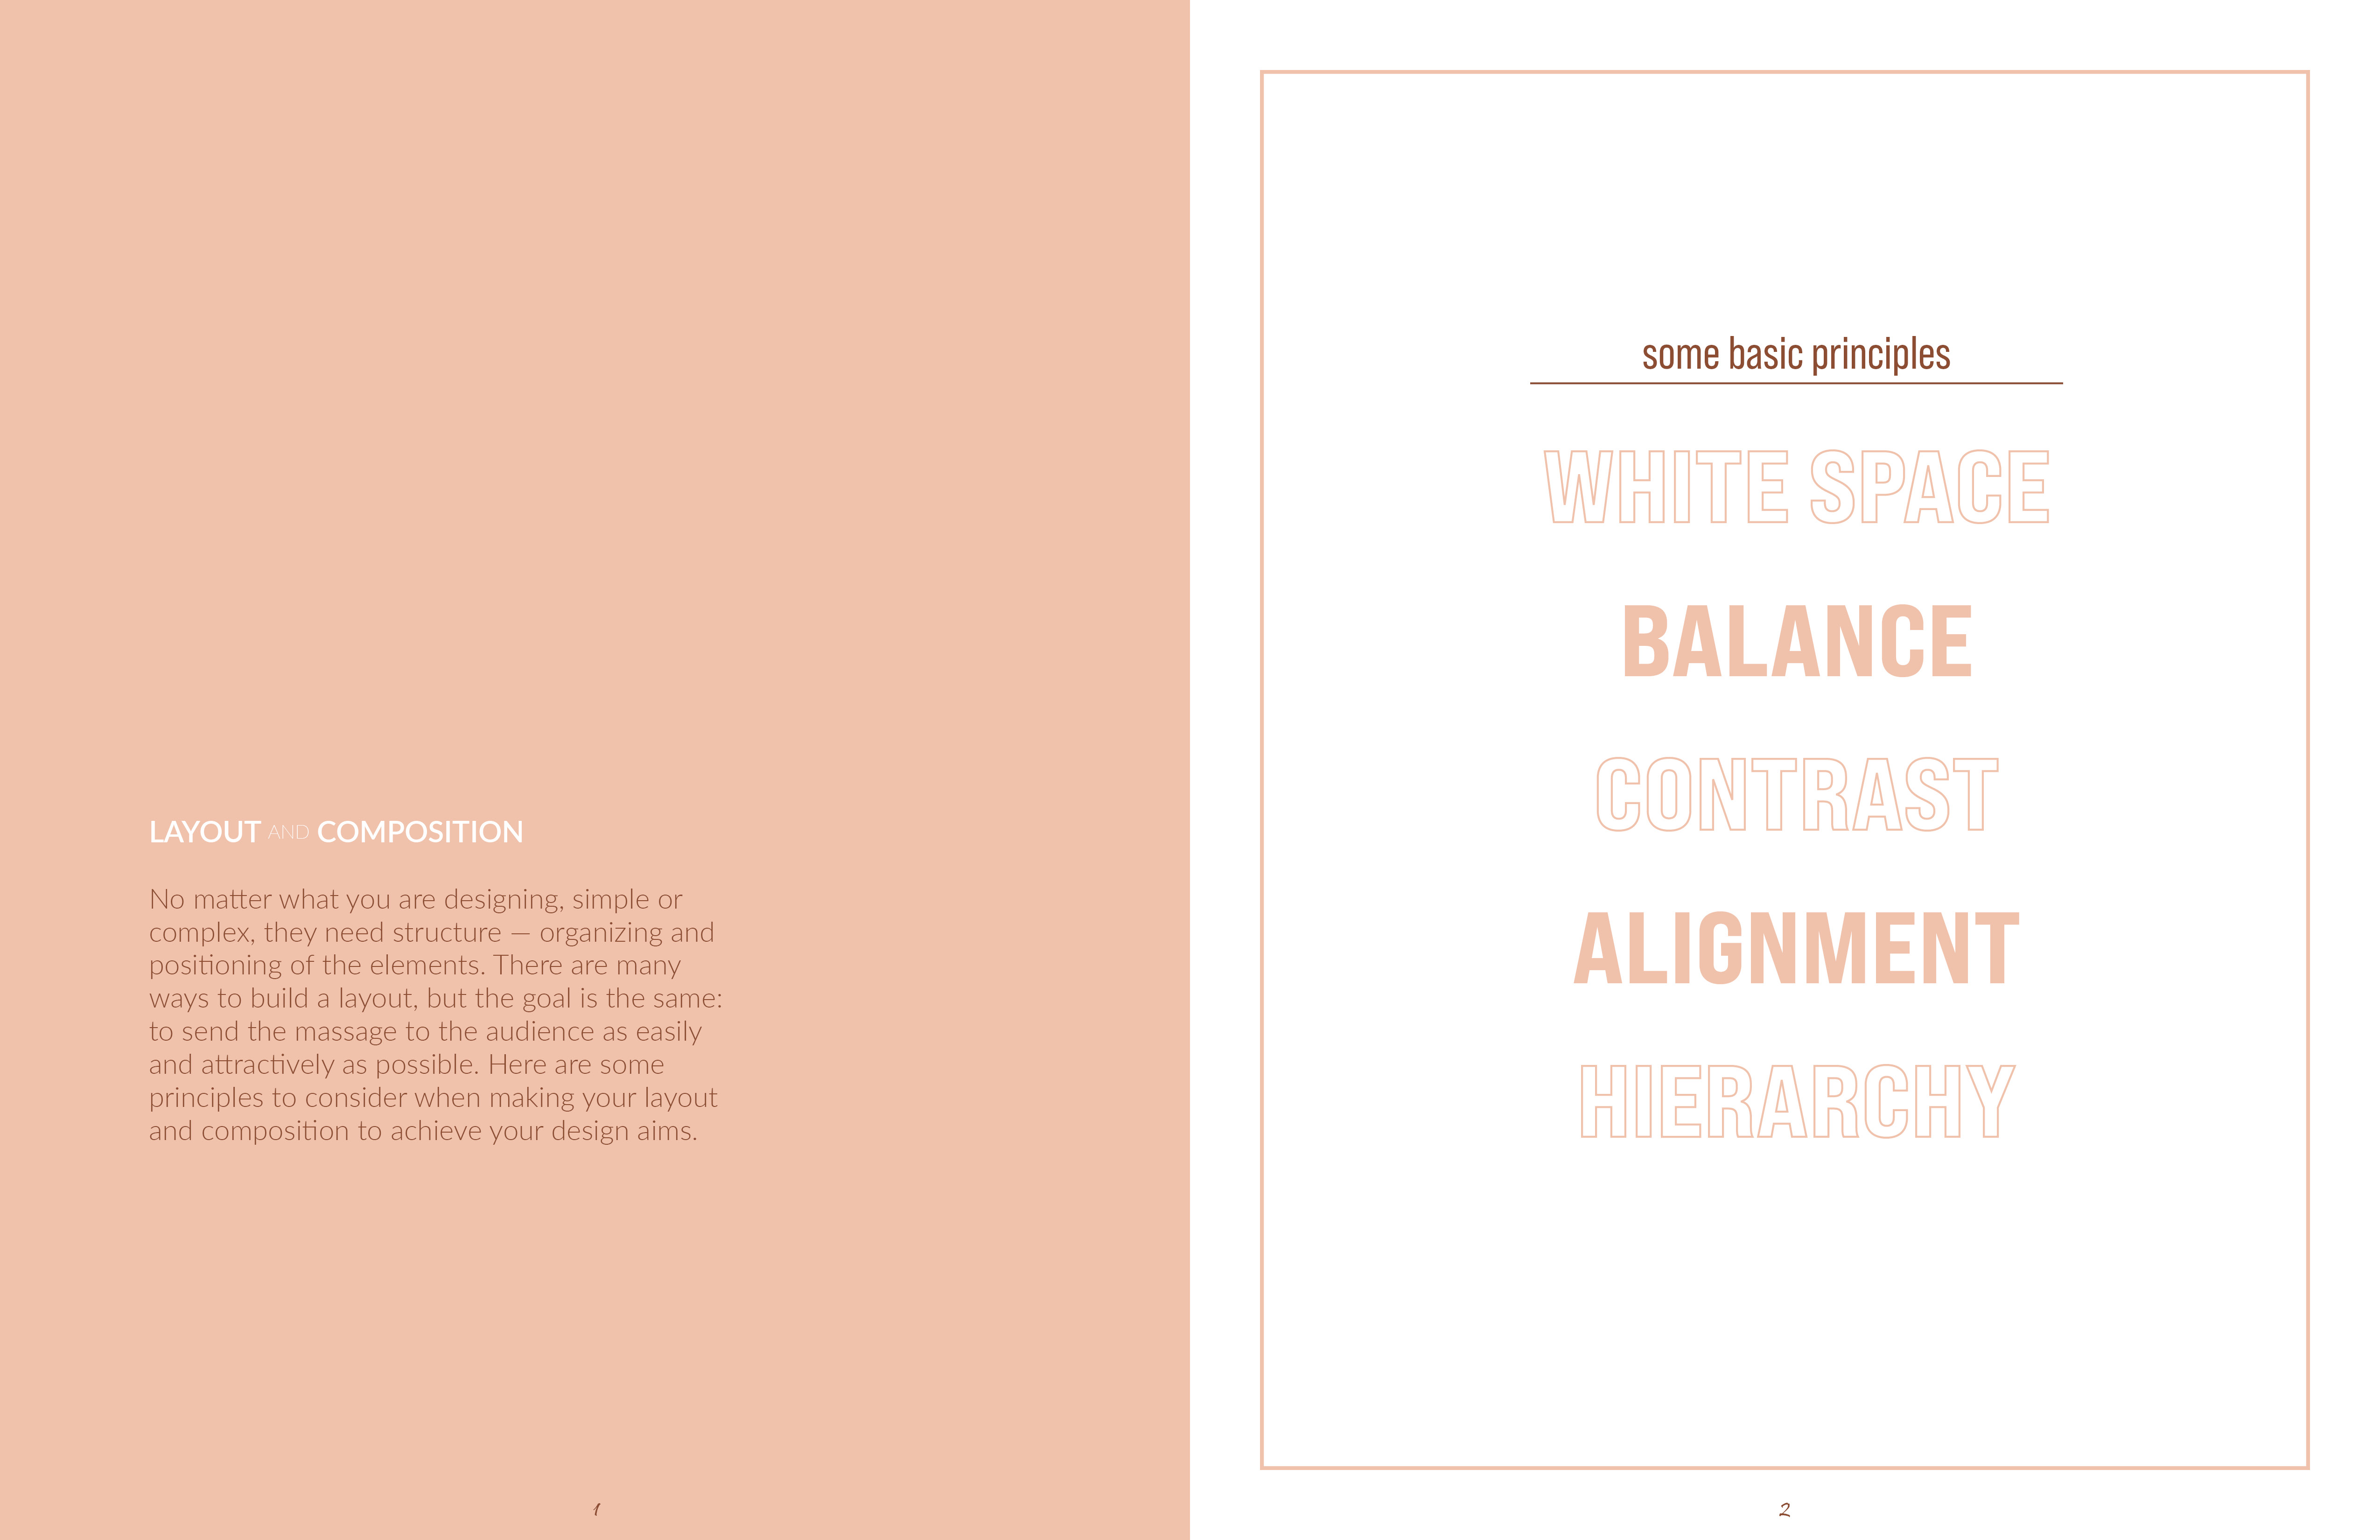 LAYOUT AND COMPOSITION
No matter what you are designing, simple or
complex, they need structure — organizing and
positioning of the elements. There are many
ways to build a layout, but the goal is the same:
to send the massage to the audience as easily
and attractively as possible. Here are some
principles to consider when making your layout
and composition to achieve your design aims.
1
some basic principles
WHITE SPACE
BALANCE
CONTRAST
ALIGNMENT
HIERARCHY
2